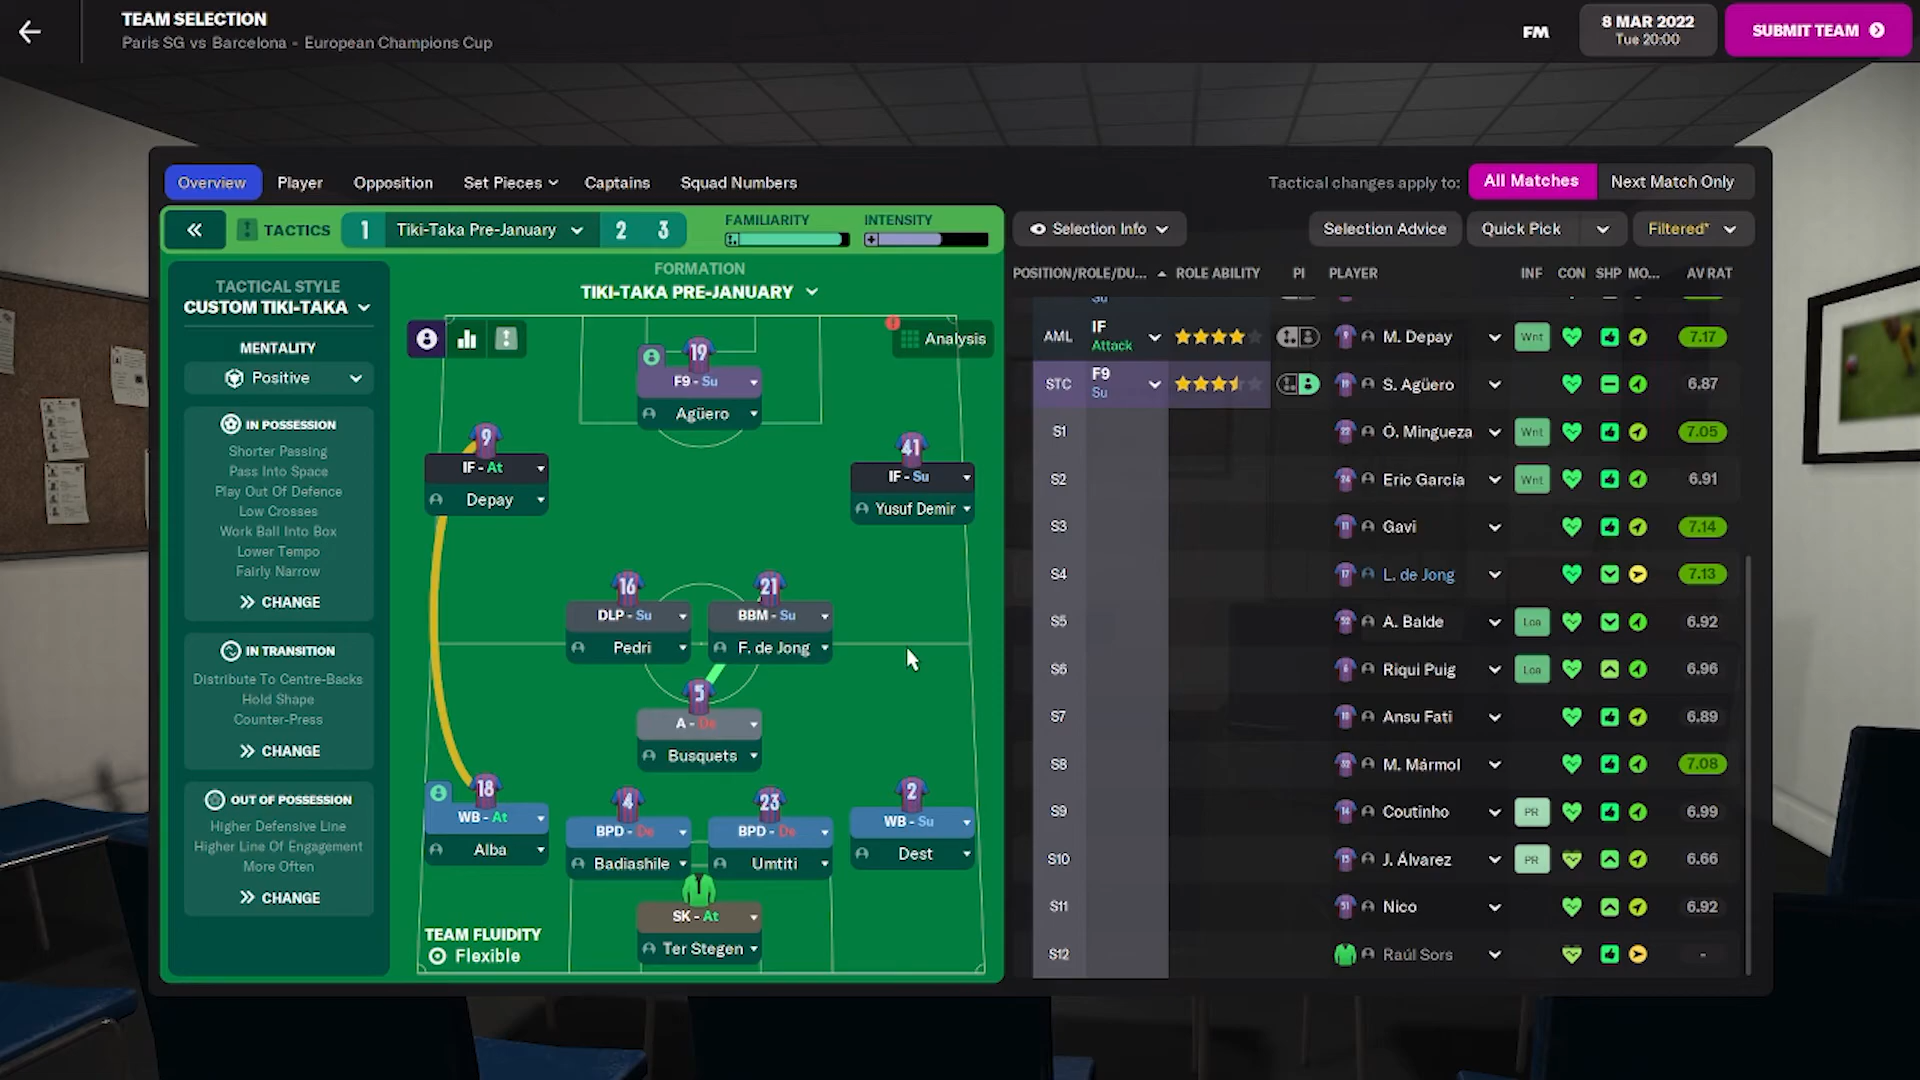 TEAM SELECTION
Paris SG vs Barcelona - European Champions Cup
FM
8 MAR 2022
Tue 20:00
SUBMIT TEAM
Overview
Player
Opposition
Set Pieces
Captains
Squad Numbers
Tactical changes apply to:
All Matches
Next Match Only
TACTICS
1
Tiki-Taka Pre-January
2
3
FAMILIARITY
INTENSITY
Selection Info
Selection Advice
Quick Pick
Filtered*
TACTICAL STYLE
CUSTOM TIKI-TAKA
MENTALITY
Positive
IN POSSESSION
Shorter Passing
Pass Into Space
Play Out Of Defence
Low Crosses
Work Ball Into Box
Lower Tempo
Fairly Narrow
CHANGE
IN TRANSITION
Distribute To Centre-Backs
Hold Shape
Counter-Press
CHANGE
OUT OF POSSESSION
Higher Defensive Line
Higher Line Of Engagement
More Often
CHANGE
FORMATION
TIKI-TAKA PRE-JANUARY
Analysis
19
F9 - Su
Agüero
9
IF - At
Depay
41
IF - Su
Yusuf Demir
16
DLP - Su
Pedri
21
BBM - Su
F. de Jong
5
A - De
Busquets
18
WB - At
Alba
4
BPD - De
Badiashile
23
BPD - De
Umtiti
2
WB - Su
Dest
SK - At
Ter Stegen
TEAM FLUIDITY
Flexible
POSITION/ROLE/DU... ROLE ABILITY PI PLAYER INF CON SHP MO... AV RAT
Su
AML IF Attack 9 M. Depay Wnt 7.17
STC F9 Su 19 S. Agüero 6.87
S1 22 Ó. Mingueza Wnt 7.05
S2 24 Eric García Wnt 6.91
S3 11 Gavi 7.14
S4 17 L. de Jong 7.13
S5 A. Balde Loa 6.92
S6 Riqui Puig Loa 6.96
S7 10 Ansu Fati 6.89
S8 M. Mármol 7.08
S9 14 Coutinho PR 6.99
S10 15 J. Álvarez PR 6.66
S11 Nico 6.92
S12 Raúl Sors -